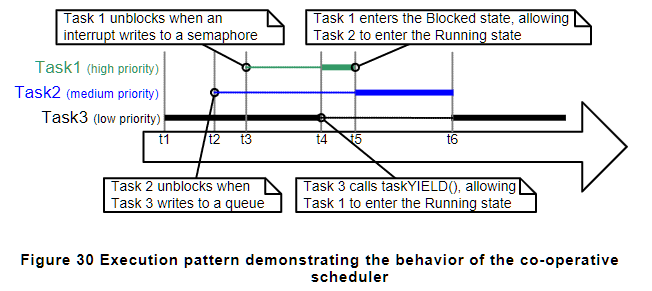 Task 1 unblocks when an
interrupt writes to a semaphore
Task 1 enters the Blocked state, allowing
Task 2 to enter the Running state
Task1 (high priority)
Task2 (medium priority)
Task3 (low priority)
t1 t2 t3 t4 t5 t6
Task 2 unblocks when
Task 3 writes to a queue
Task 3 calls taskYIELD(), allowing
Task 1 to enter the Running state
Figure 30 Execution pattern demonstrating the behavior of the co-operative
scheduler